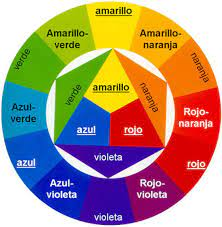 amarillo
Amarillo-
verde
Amarillo-
naranja
verde
naranja
verde
amarillo
naranja
Azul-
verde
Rojo-
naranja
azul
rojo
azul
rojo
violeta
Azul-
violeta
Rojo-
violeta
violeta